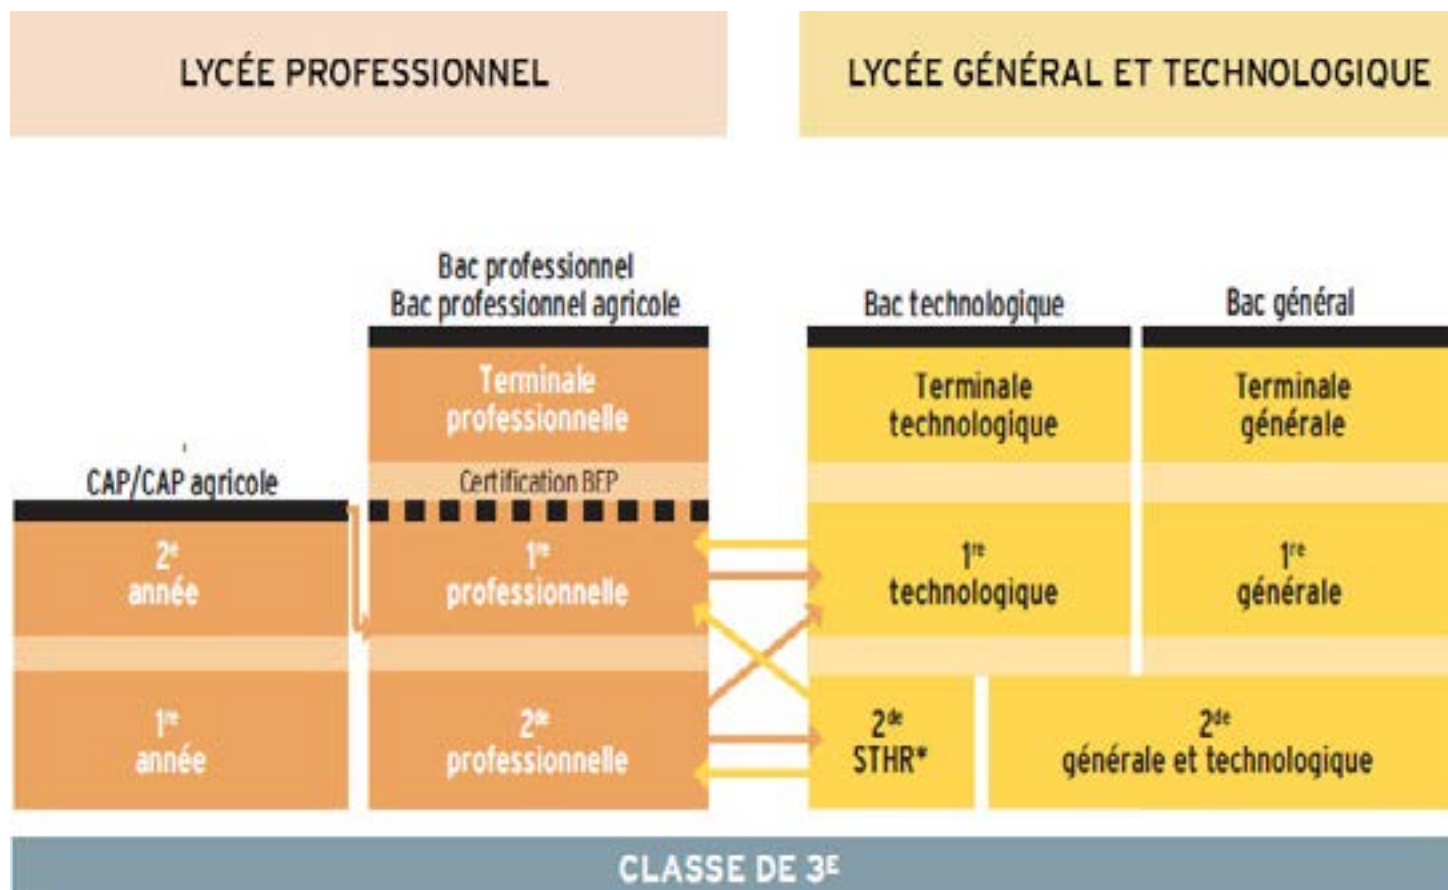 LYCÉE PROFESSIONNEL
LYCÉE GÉNÉRAL ET TECHNOLOGIQUE
Bac professionnel
Bac professionnel agricole
Bac technologique
Bac général
Terminale
professionnelle
Terminale
technologique
Terminale
générale
CAP/CAP agricole
Certification BEP
2e
année
1re
professionnelle
1re
technologique
1re
générale
1re
année
2de
professionnelle
2de
STHR*
2de
générale et technologique
CLASSE DE 3E